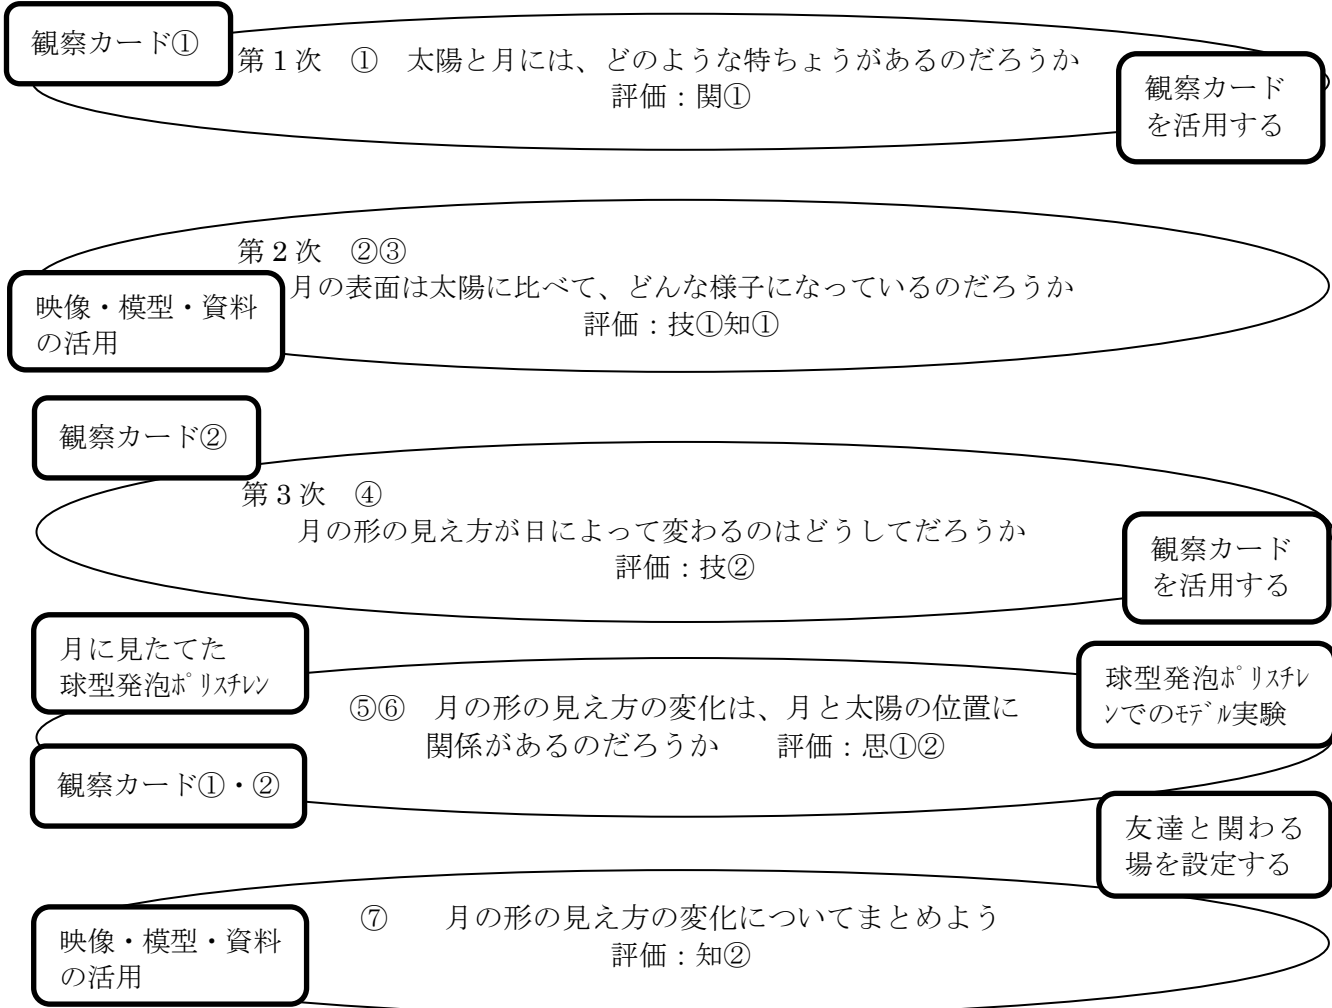 観察カード①
第１次　①　太陽と月には、どのような特ちょうがあるのだろうか
評価：関①
観察カード
を活用する
第２次　②③
月の表面は太陽に比べて、どんな様子になっているのだろうか
評価：技①知①
映像・模型・資料
の活用
観察カード②
第３次　④
月の形の見え方が日によって変わるのはどうしてだろうか
評価：技②
観察カード
を活用する
月に見たてた
球型発泡ﾎﾟﾘｽﾁﾚﾝ
⑤⑥　月の形の見え方の変化は、月と太陽の位置に
関係があるのだろうか　　評価：思①②
球型発泡ﾎﾟﾘｽﾁﾚ
ﾝでのﾓﾃﾞﾙ実験
観察カード①・②
友達と関わる
場を設定する
⑦　　月の形の見え方の変化についてまとめよう
評価：知②
映像・模型・資料
の活用